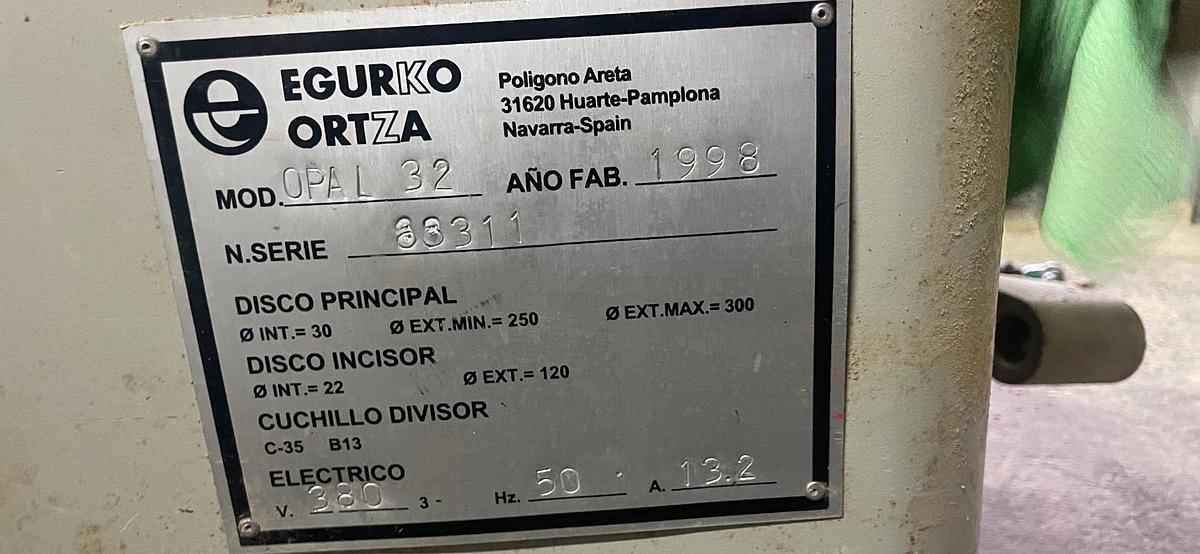 EGURKO
ORTZA
Poligono Areta
31620 Huarte-Pamplona
Navarra-Spain
MOD. OPAL 32 AÑO FAB. 1998
N.SERIE 88311
DISCO PRINCIPAL
Ø INT.= 30 Ø EXT.MIN.= 250 Ø EXT.MAX.= 300
DISCO INCISOR
Ø INT.= 22 Ø EXT.= 120
CUCHILLO DIVISOR
C-35 B13
ELECTRICO
V. 380 3 - Hz. 50 A. 13.2